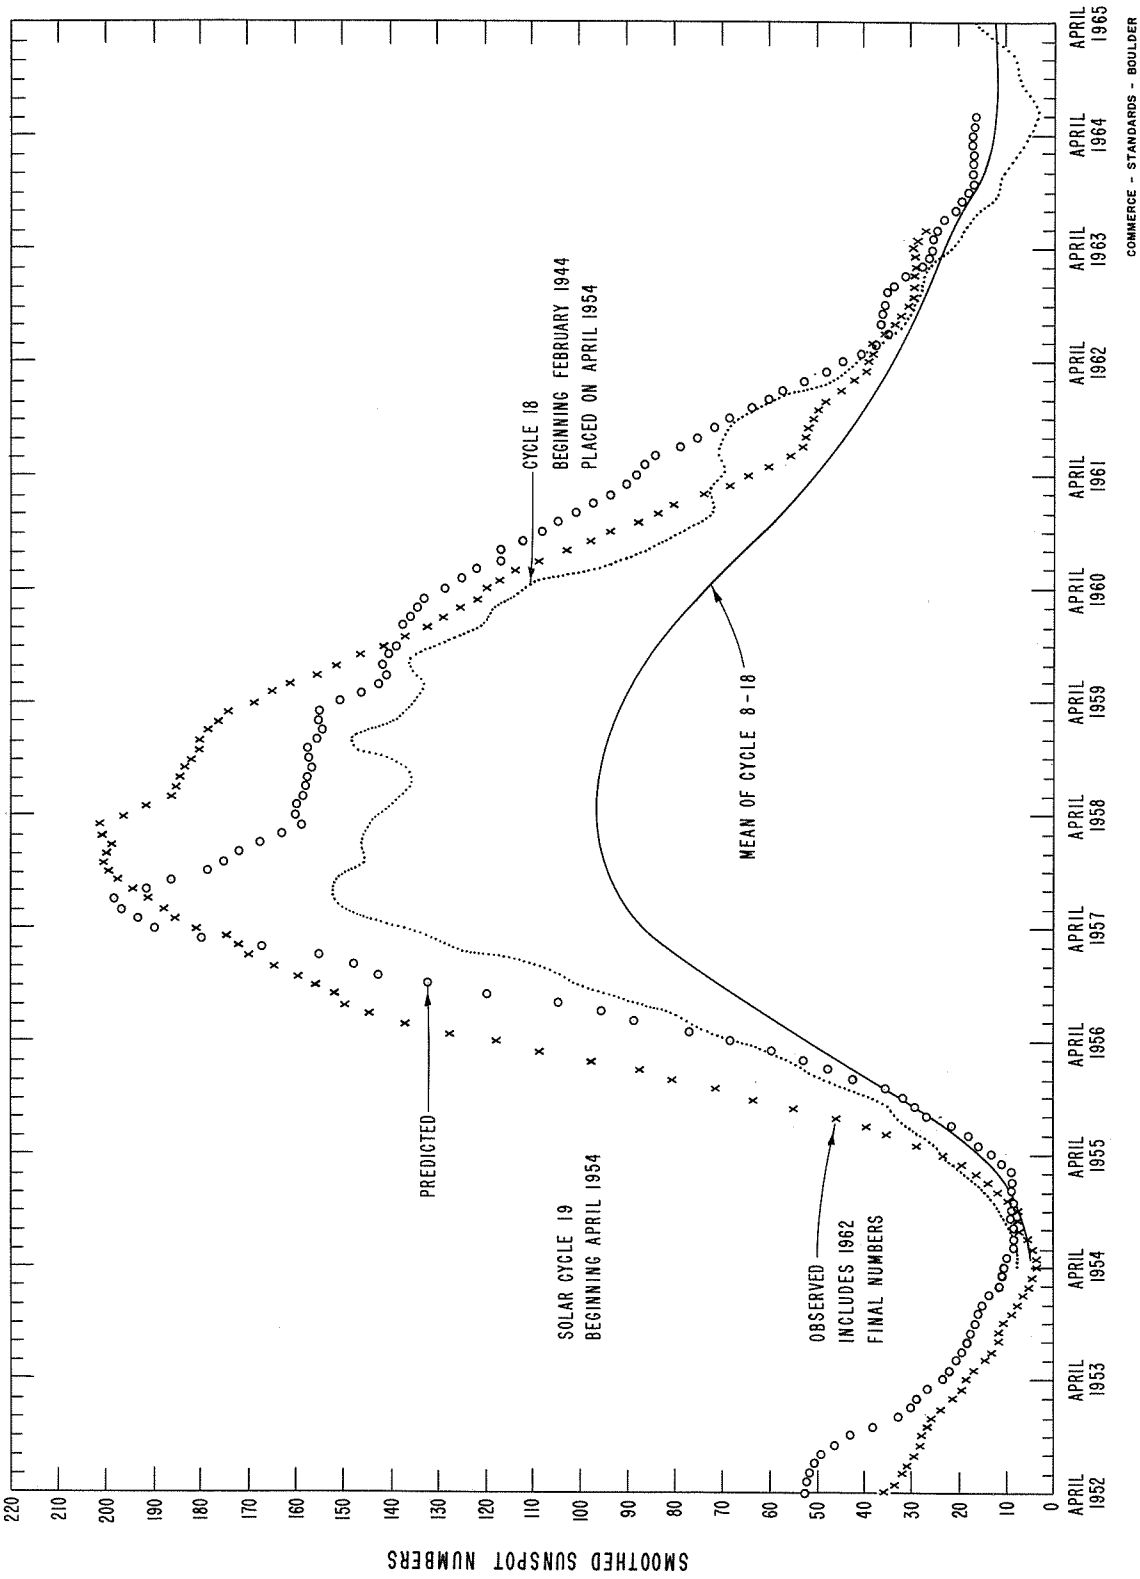 SMOOTHED SUNSPOT NUMBERS
220
210
200
190
180
170
160
150
140
130
120
110
100
90
80
70
60
50
40
30
20
10
0
PREDICTED
SOLAR CYCLE 19
BEGINNING APRIL 1954
OBSERVED
INCLUDES 1962
FINAL NUMBERS
CYCLE 18
BEGINNING FEBRUARY 1944
PLACED ON APRIL 1954
MEAN OF CYCLE 8-18
APRIL
1952
APRIL
1953
APRIL
1954
APRIL
1955
APRIL
1956
APRIL
1957
APRIL
1958
APRIL
1959
APRIL
1960
APRIL
1961
APRIL
1962
APRIL
1963
APRIL
1964
APRIL
1965
COMMERCE - STANDARDS - BOULDER